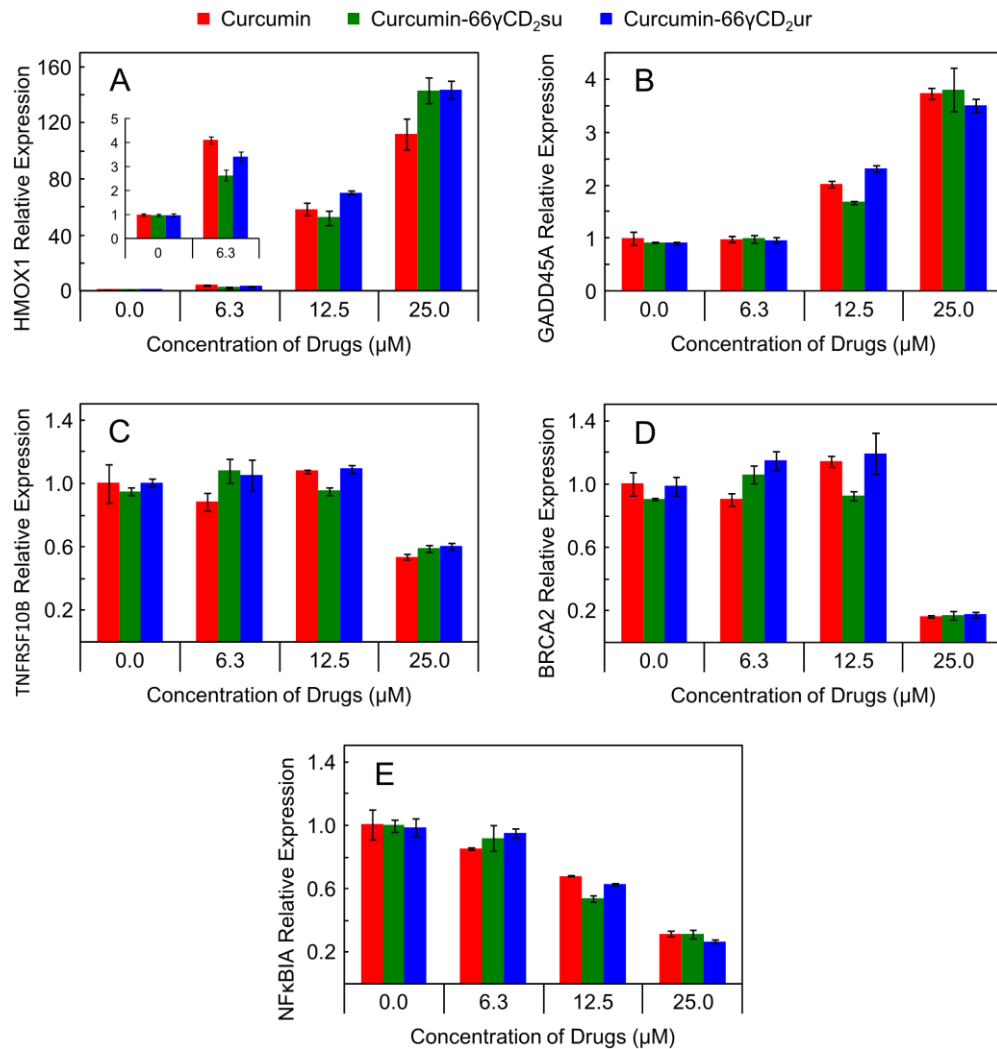 Curcumin Curcumin-66γCD₂su Curcumin-66γCD₂ur
A
HMOX1 Relative Expression
160
120
80
40
0
5
4
3
2
1
0
0 6.3
0.0 6.3 12.5 25.0
Concentration of Drugs (µM)
B
GADD45A Relative Expression
4
3
2
1
0
0.0 6.3 12.5 25.0
Concentration of Drugs (µM)
C
TNFRSF10B Relative Expression
1.4
1.0
0.6
0.2
0.0 6.3 12.5 25.0
Concentration of Drugs (µM)
D
BRCA2 Relative Expression
1.4
1.0
0.6
0.2
0.0 6.3 12.5 25.0
Concentration of Drugs (µM)
E
NFκBIA Relative Expression
1.4
1.0
0.6
0.2
0.0 6.3 12.5 25.0
Concentration of Drugs (µM)